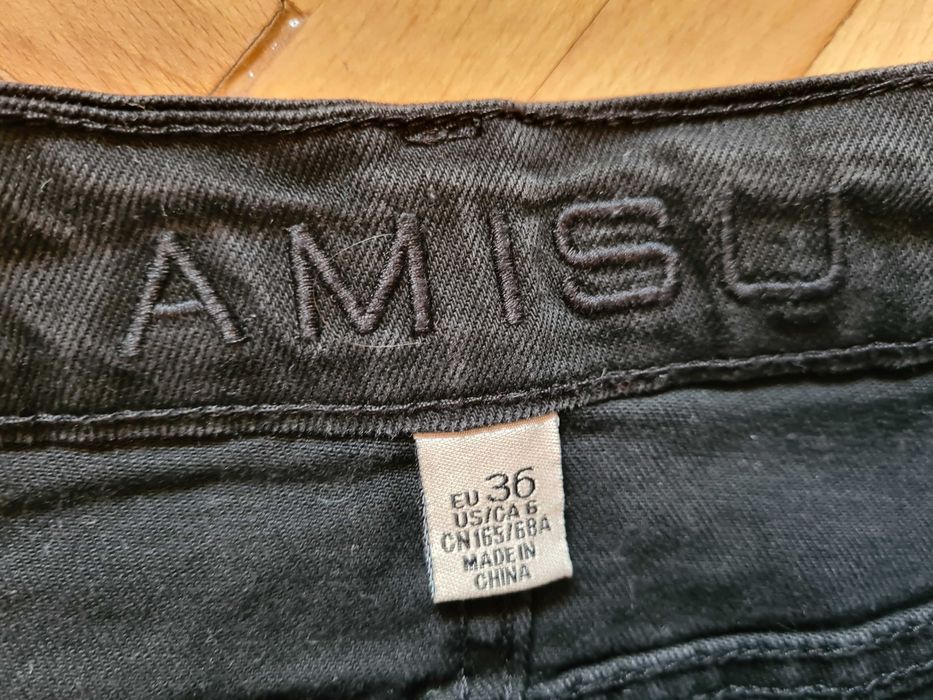 AMISU
EU 36
US/CA 6
CN165/68A
MADE IN
CHINA